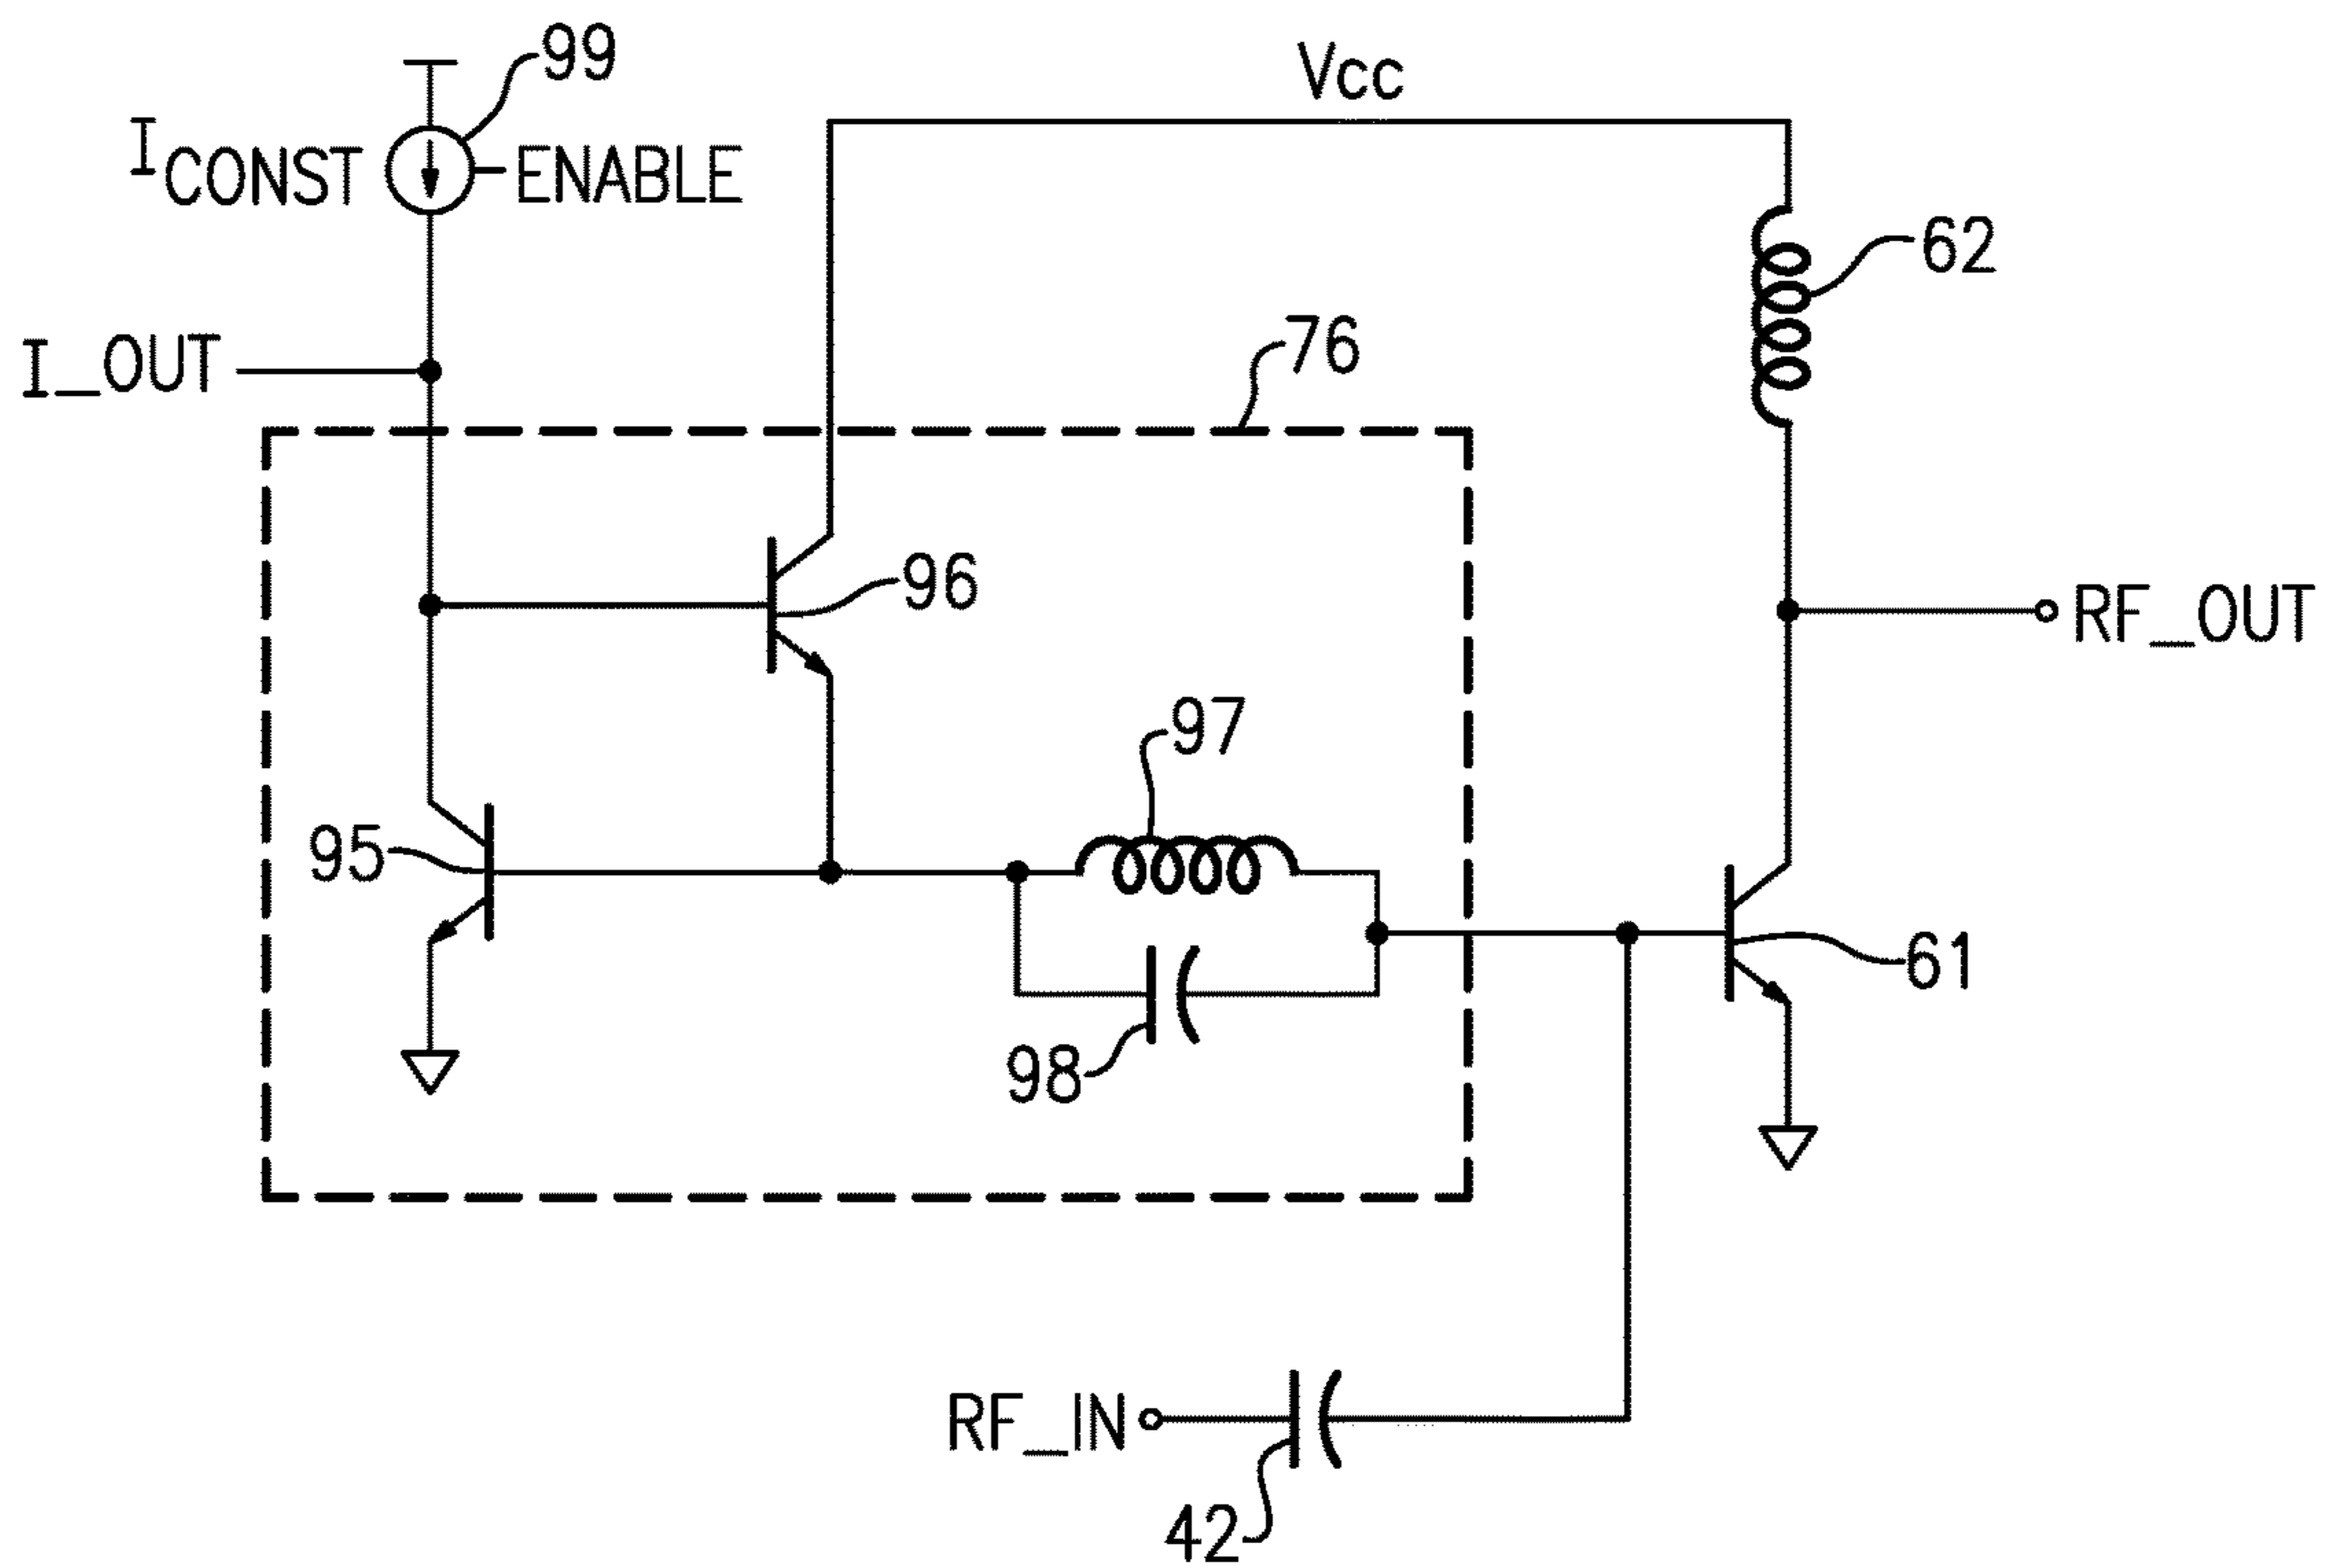 99
Vcc
ICONST
ENABLE
62
I_OUT
76
96
RF_OUT
97
95
61
98
RF_IN
42